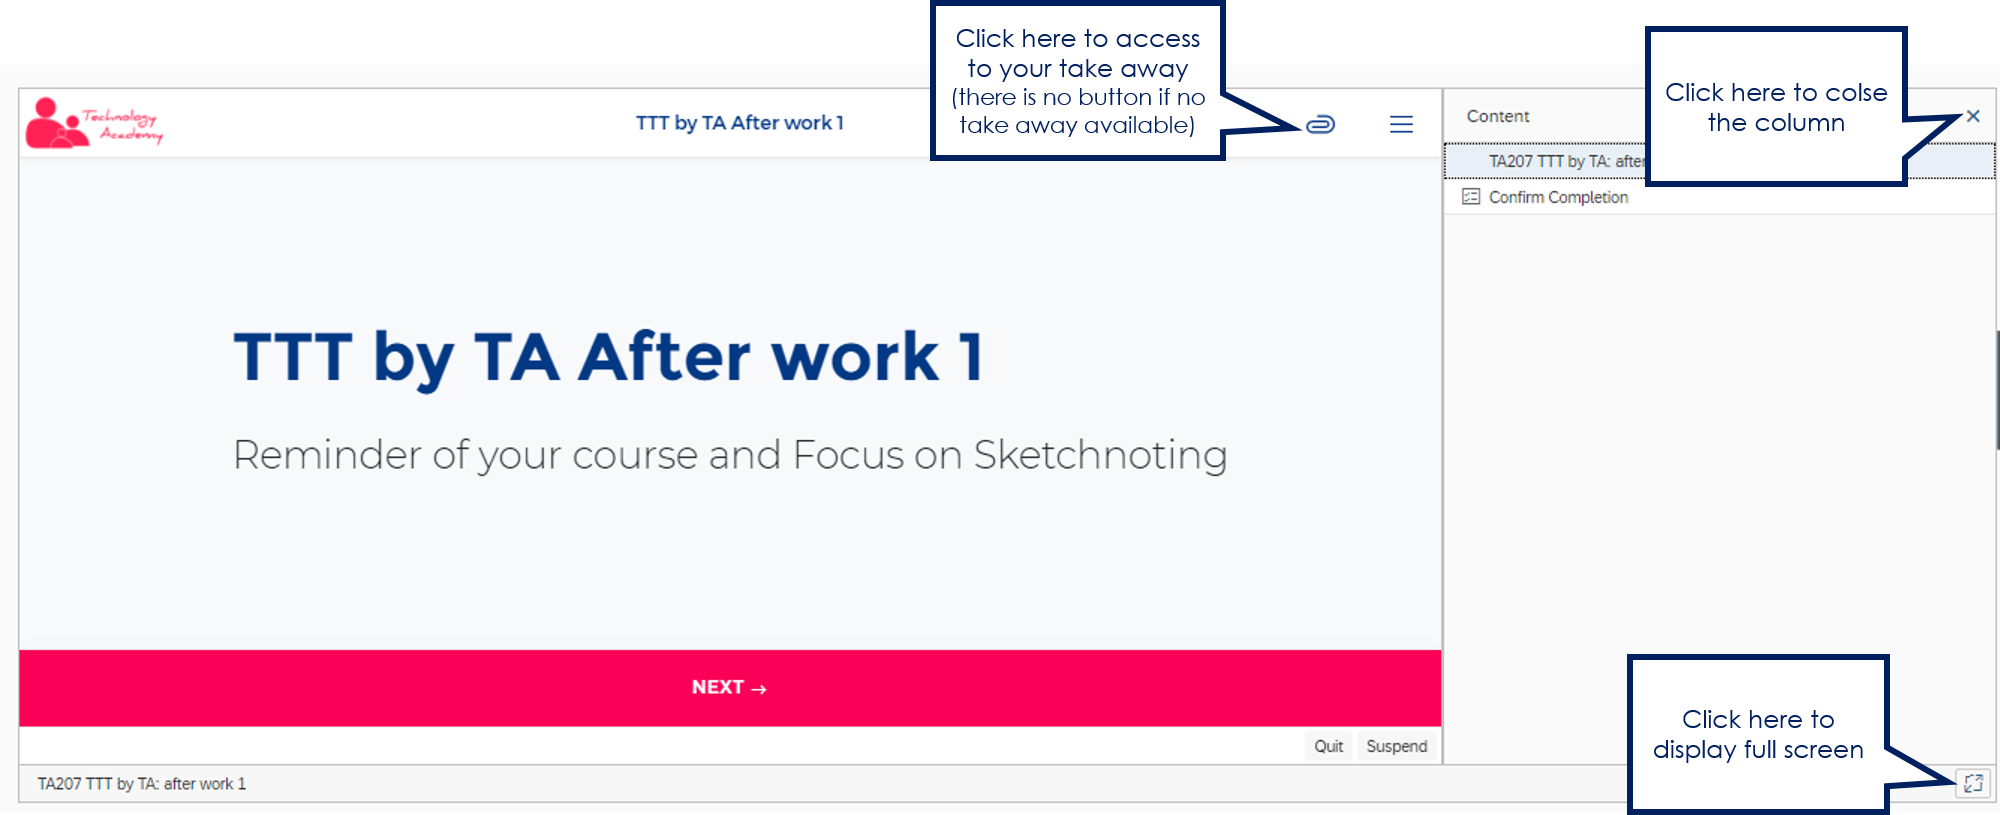 Click here to access
to your take away
(there is no button if no
take away available)
Click here to colse
the column
Technology
Academy
TTT by TA After work 1
Content
TA207 TTT by TA: after
Confirm Completion
TTT by TA After work 1
Reminder of your course and Focus on Sketchnoting
NEXT →
Click here to
display full screen
Quit Suspend
TA207 TTT by TA: after work 1